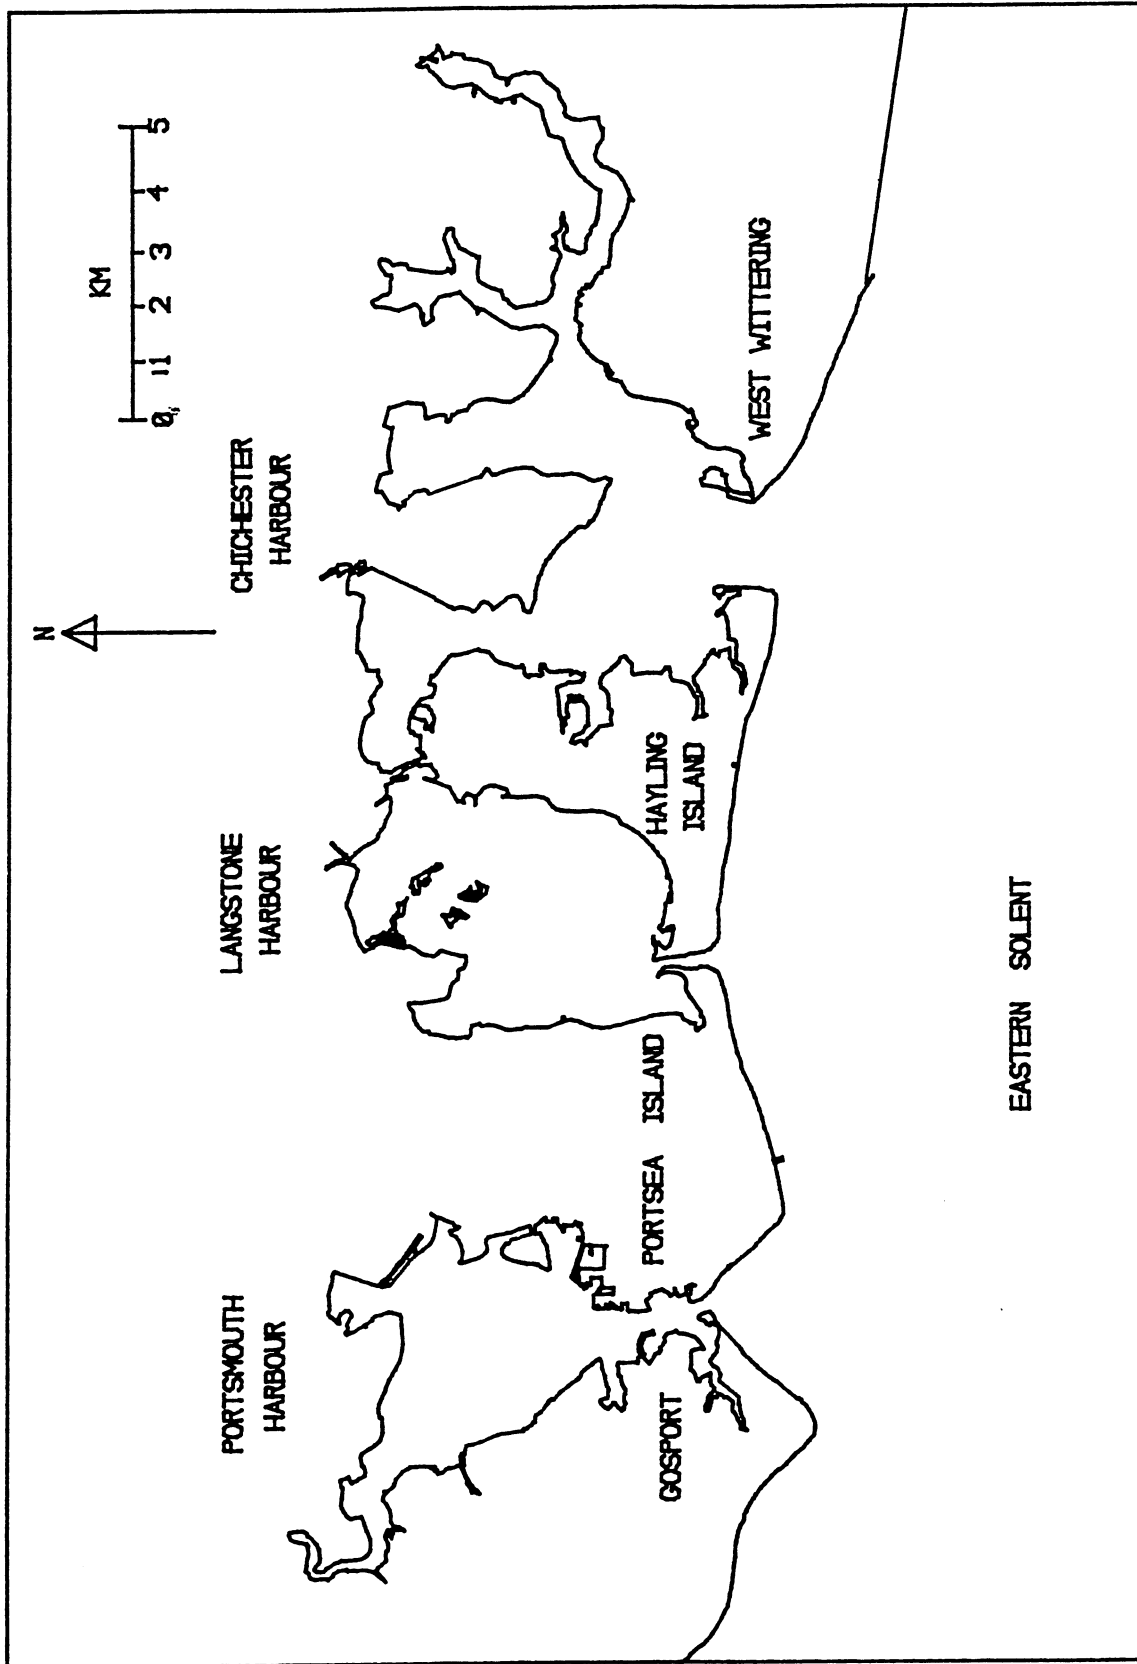 N
KM
0 1 2 3 4 5
PORTSMOUTH
HARBOUR
LANGSTONE
HARBOUR
CHICHESTER
HARBOUR
GOSPORT
PORTSEA ISLAND
HAYLING
ISLAND
WEST WITTERING
EASTERN SOLENT